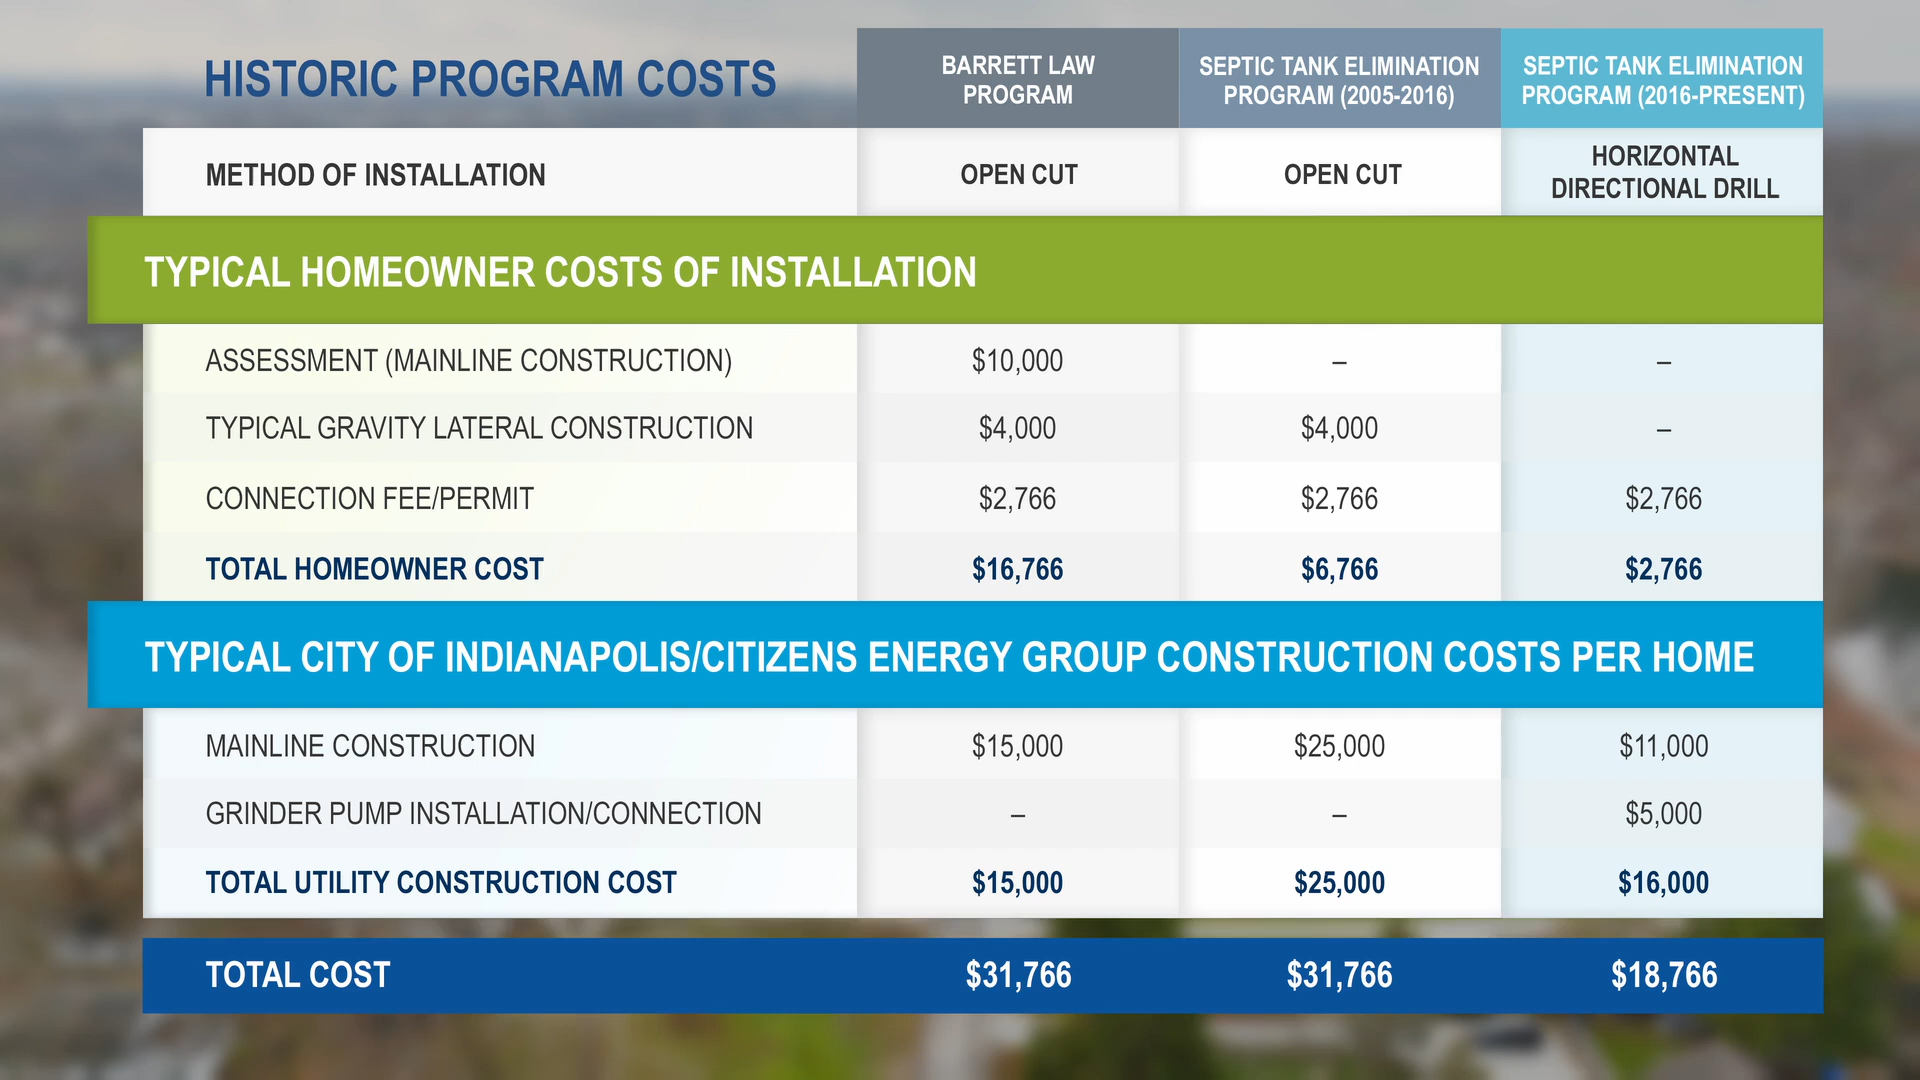 HISTORIC PROGRAM COSTS
BARRETT LAW
PROGRAM
SEPTIC TANK ELIMINATION
PROGRAM (2005-2016)
SEPTIC TANK ELIMINATION
PROGRAM (2016-PRESENT)
METHOD OF INSTALLATION
OPEN CUT
OPEN CUT
HORIZONTAL
DIRECTIONAL DRILL
TYPICAL HOMEOWNER COSTS OF INSTALLATION
ASSESSMENT (MAINLINE CONSTRUCTION) $10,000 – –
TYPICAL GRAVITY LATERAL CONSTRUCTION $4,000 $4,000 –
CONNECTION FEE/PERMIT $2,766 $2,766 $2,766
TOTAL HOMEOWNER COST $16,766 $6,766 $2,766
TYPICAL CITY OF INDIANAPOLIS/CITIZENS ENERGY GROUP CONSTRUCTION COSTS PER HOME
MAINLINE CONSTRUCTION $15,000 $25,000 $11,000
GRINDER PUMP INSTALLATION/CONNECTION – – $5,000
TOTAL UTILITY CONSTRUCTION COST $15,000 $25,000 $16,000
TOTAL COST $31,766 $31,766 $18,766